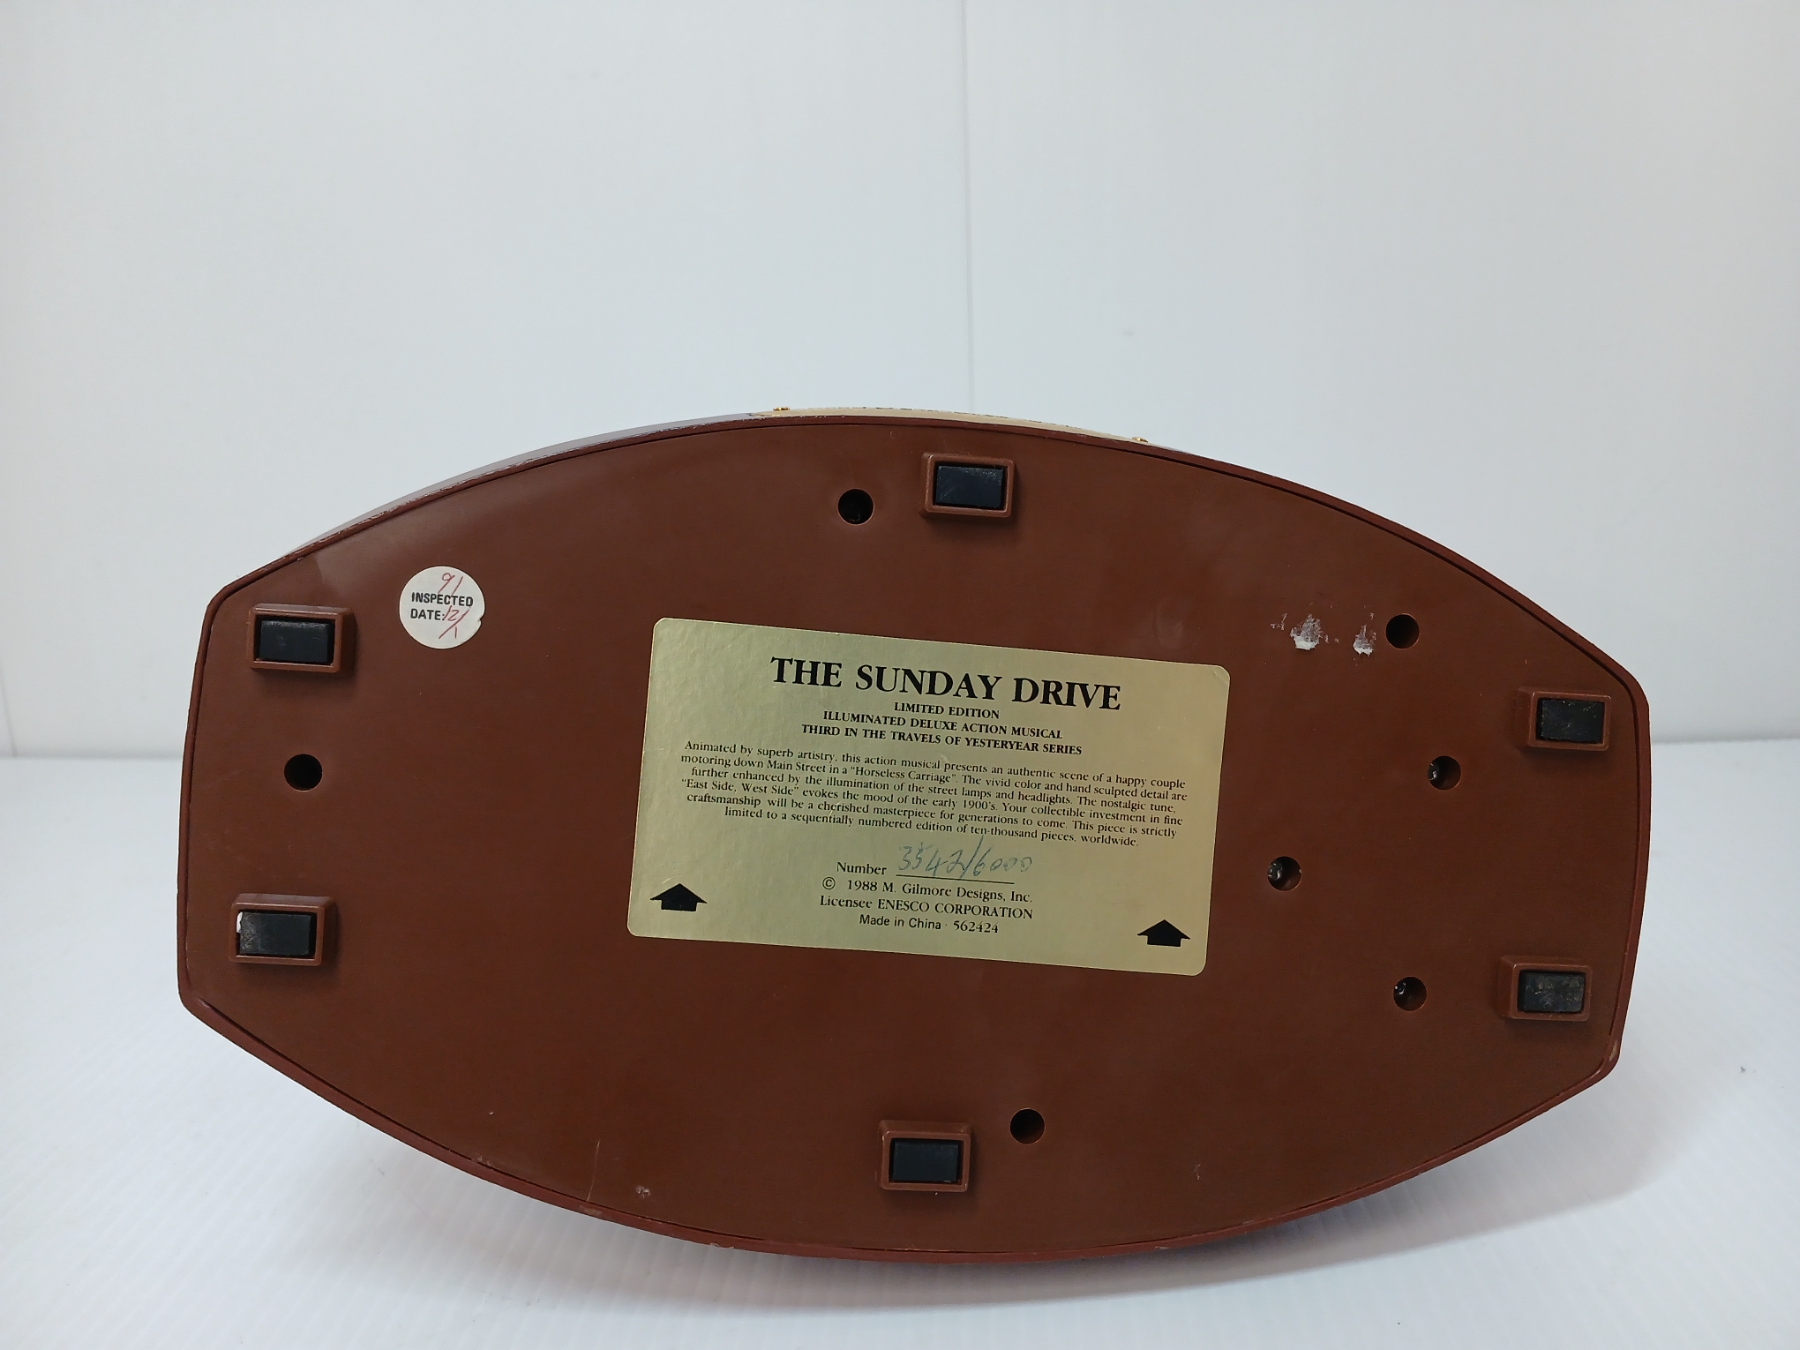 91
INSPECTED
DATE: 12/1
THE SUNDAY DRIVE
LIMITED EDITION
ILLUMINATED DELUXE ACTION MUSICAL
THIRD IN THE TRAVELS OF YESTERYEAR SERIES
Animated by superb artistry, this action musical presents an authentic scene of a happy couple
motoring down Main Street in a "Horseless Carriage". The vivid color and hand sculpted detail are
further enhanced by the illumination of the street lamps and headlights. The nostalgic tune,
"East Side, West Side" evokes the mood of the early 1900's. Your collectible investment in fine
craftsmanship will be a cherished masterpiece for generations to come. This piece is strictly
limited to a sequentially numbered edition of ten-thousand pieces, worldwide.
Number 3542/6000
© 1988 M. Gilmore Designs, Inc.
Licensee ENESCO CORPORATION
Made in China · 562424